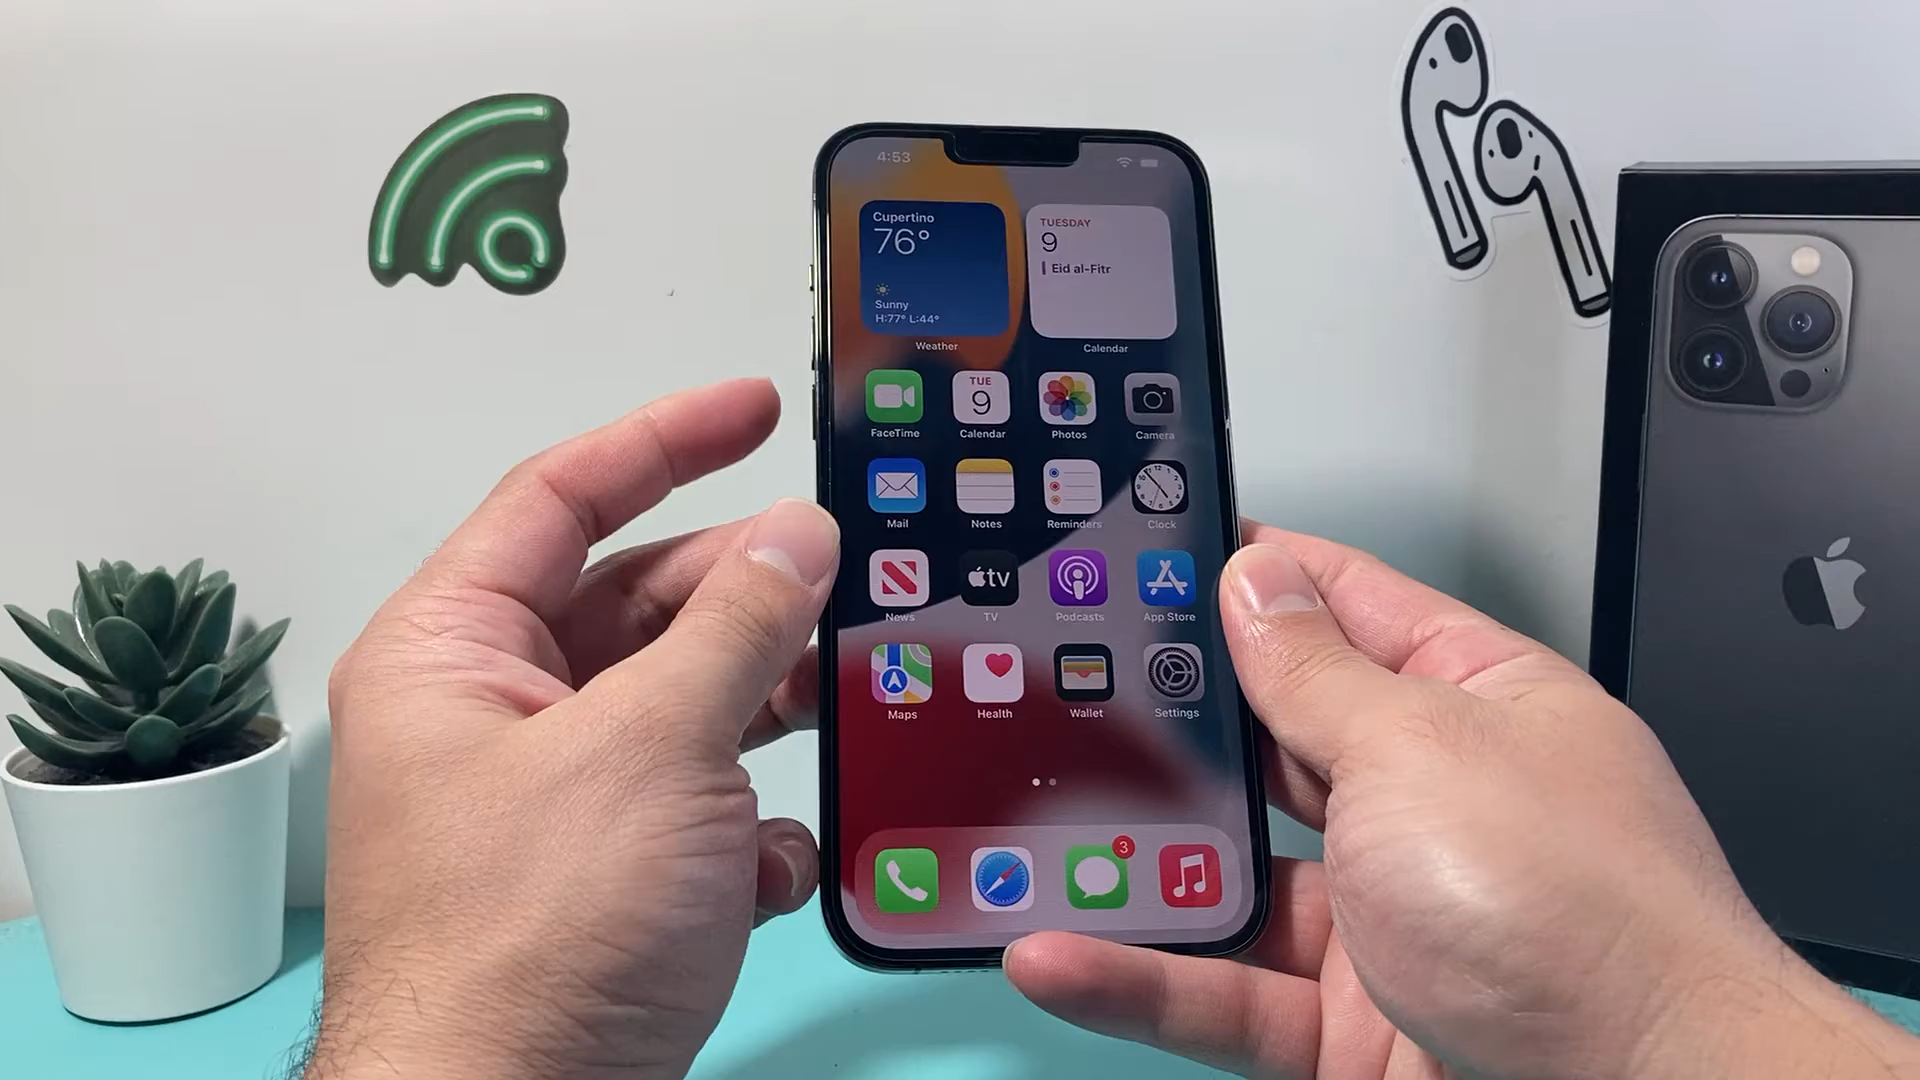 4:53
Cupertino
76°
Sunny
H:77° L:44°
Weather
TUESDAY
9
Eid al-Fitr
Calendar
FaceTime
TUE
9
Calendar
Photos
Camera
Mail
Notes
Reminders
Clock
News
tv
TV
Podcasts
App Store
Maps
Health
Wallet
Settings
3